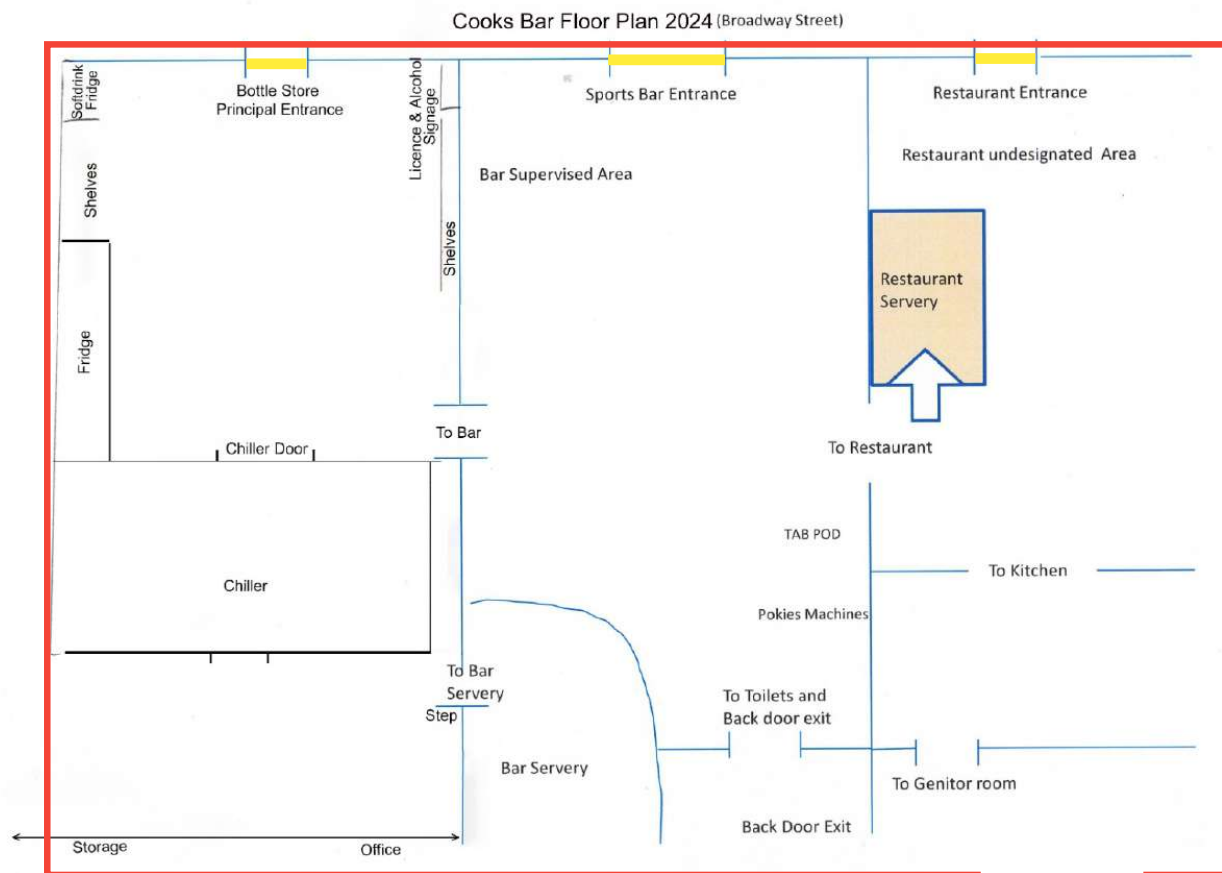 Cooks Bar Floor Plan 2024 (Broadway Street)
Softdrink
Fridge
Bottle Store
Principal Entrance
Licence & Alcohol
Signage
Sports Bar Entrance
Restaurant Entrance
Shelves
Bar Supervised Area
Restaurant undesignated Area
Shelves
Restaurant
Servery
Fridge
Chiller Door
To Bar
To Restaurant
TAB POD
Chiller
To Kitchen
Pokies Machines
To Bar
Servery
Step
To Toilets and
Back door exit
Bar Servery
To Genitor room
Back Door Exit
Storage
Office